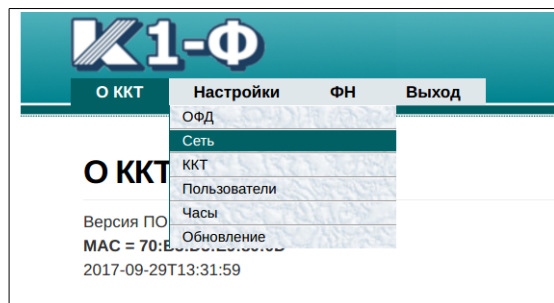 К1-Ф
О ККТ Настройки ФН Выход
ОФД
Сеть
ККТ
Пользователи
Часы
Обновление
О ККТ
Версия ПО
MAC = 70:
2017-09-29T13:31:59